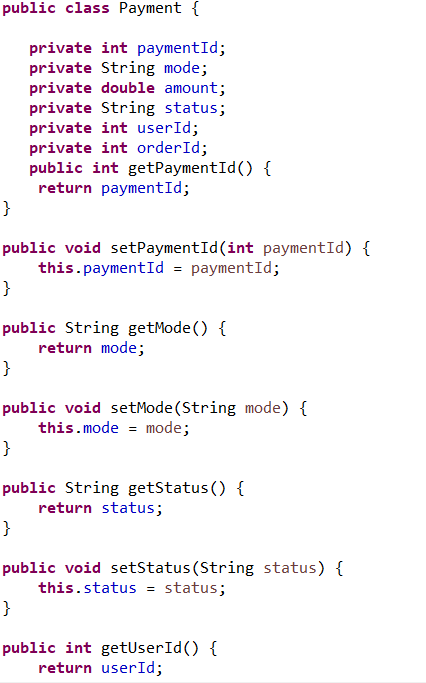 public class Payment {
private int paymentId;
private String mode;
private double amount;
private String status;
private int userId;
private int orderId;
public int getPaymentId() {
return paymentId;
}
public void setPaymentId(int paymentId) {
this.paymentId = paymentId;
}
public String getMode() {
return mode;
}
public void setMode(String mode) {
this.mode = mode;
}
public String getStatus() {
return status;
}
public void setStatus(String status) {
this.status = status;
}
public int getUserId() {
return userId;